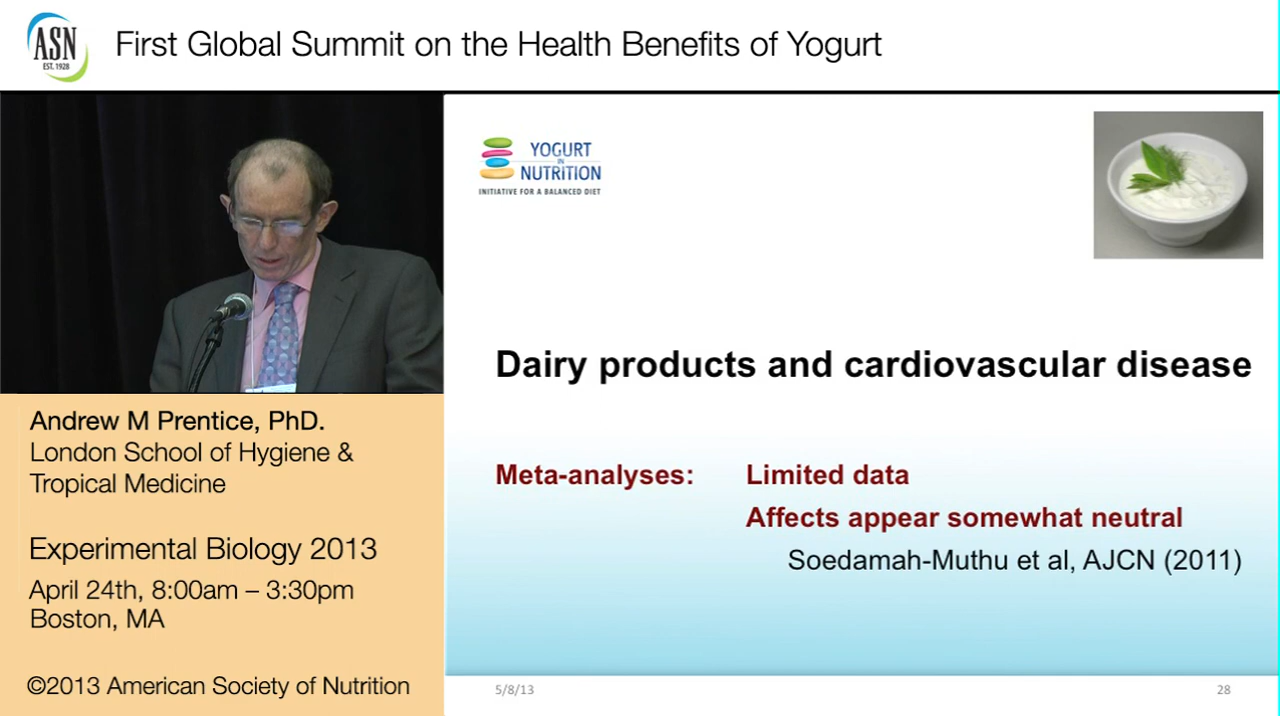 ASN
EST. 1928
First Global Summit on the Health Benefits of Yogurt
YOGURT
IN
NUTRITION
INITIATIVE FOR A BALANCED DIET
Dairy products and cardiovascular disease
Meta-analyses: Limited data
Affects appear somewhat neutral
Soedamah-Muthu et al, AJCN (2011)
5/8/13
28
Andrew M Prentice, PhD.
London School of Hygiene &
Tropical Medicine
Experimental Biology 2013
April 24th, 8:00am – 3:30pm
Boston, MA
©2013 American Society of Nutrition